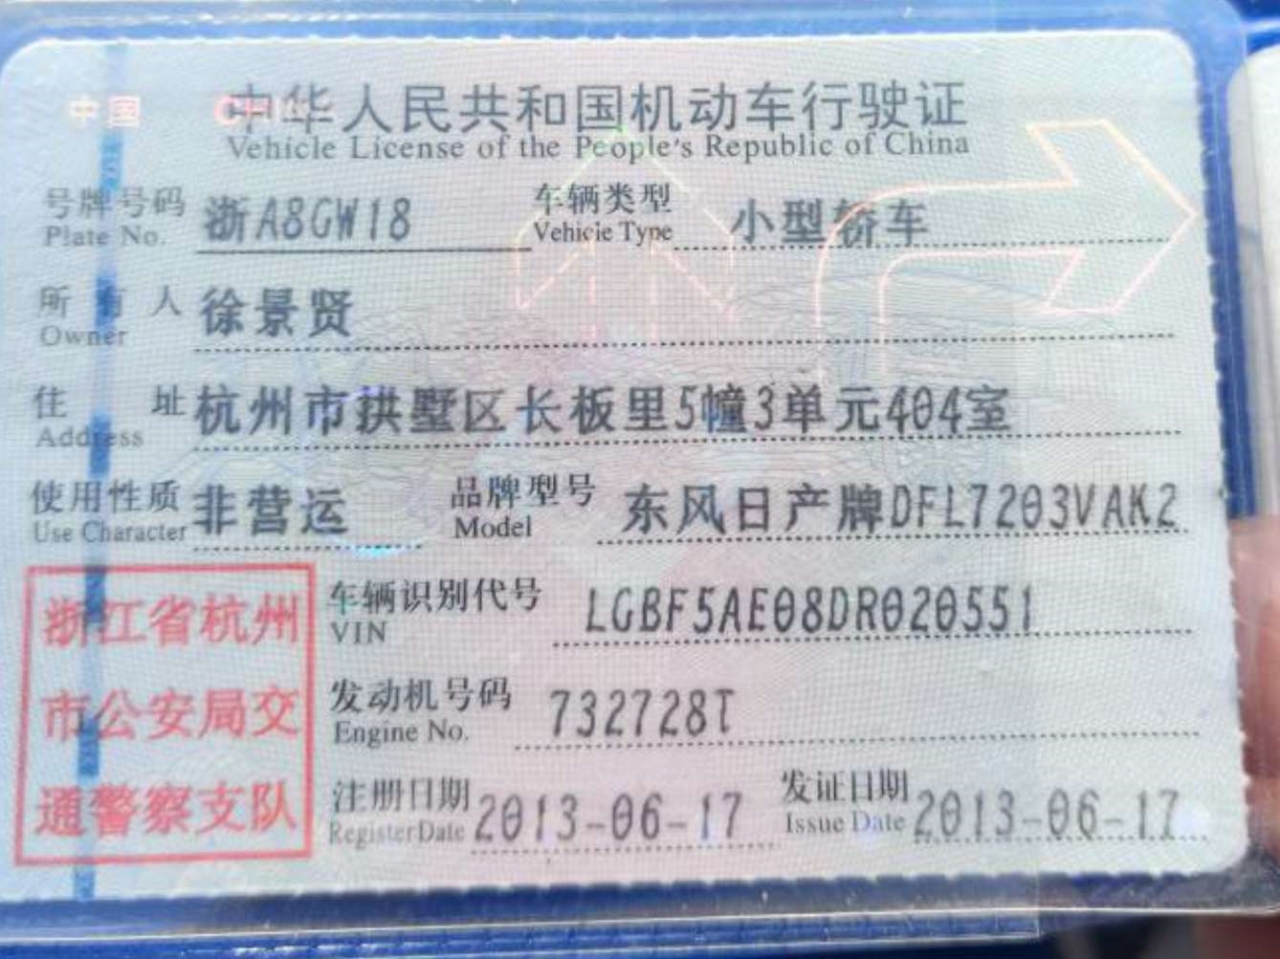 中国 CHINA
中华人民共和国机动车行驶证
Vehicle License of the People's Republic of China
号牌号码 浙A8GW18 车辆类型 小型轿车
Plate No. Vehicle Type
所有人 徐景贤
Owner
住址 杭州市拱墅区长板里5幢3单元404室
Address
使用性质 非营运 品牌型号 东风日产牌DFL7203VAK2
Use Character Model
浙江省杭州
市公安局交
通警察支队
车辆识别代号 LGBF5AE08DR020551
VIN
发动机号码 732728T
Engine No.
注册日期 2013-06-17 发证日期 2013-06-17
Register Date Issue Date